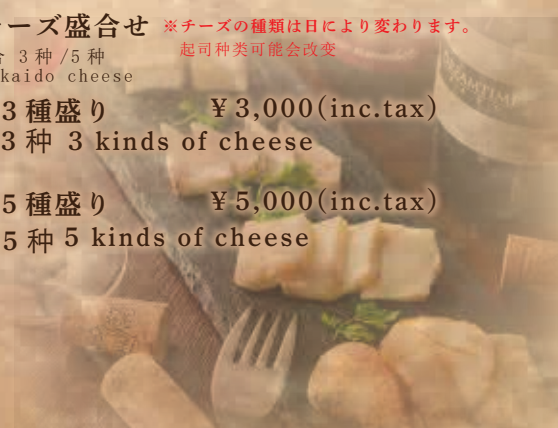 ーズ盛合せ ※チーズの種類は日により変わります。
合 3种/5种 起司种类可能会改变
kaido cheese
3種盛り ¥3,000(inc.tax)
3种 3 kinds of cheese
5種盛り ¥5,000(inc.tax)
5种 5 kinds of cheese